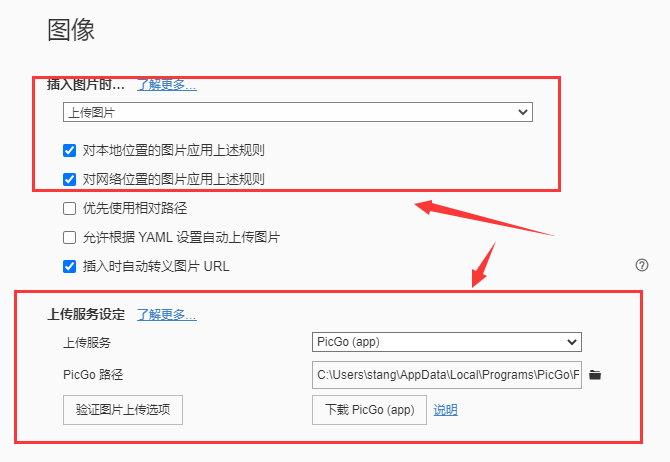 图像
插入图片时... 了解更多...
上传图片
对本地位置的图片应用上述规则
对网络位置的图片应用上述规则
优先使用相对路径
允许根据 YAML 设置自动上传图片
插入时自动转义图片 URL
上传服务设定 了解更多...
上传服务 PicGo (app)
PicGo 路径 C:\Users\stang\AppData\Local\Programs\PicGo\F
验证图片上传选项 下载 PicGo (app) 说明